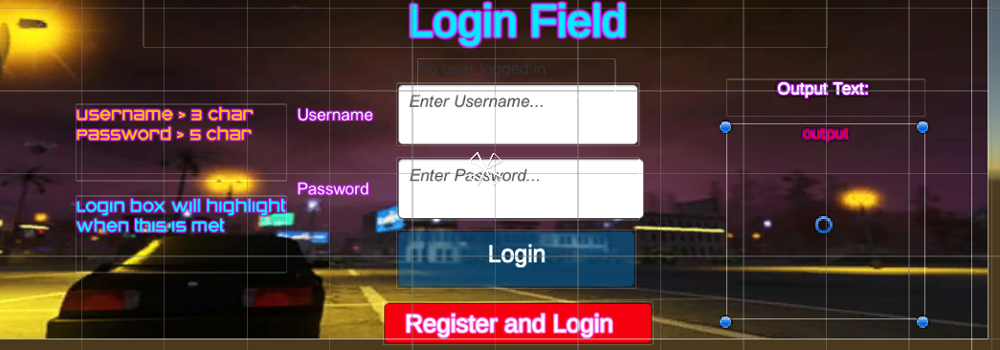 Login Field
No user logged in
Username > 3 char
Password > 5 char
Login box will highlight
when this is met
Username
Enter Username...
Password
Enter Password...
Login
Register and Login
Output Text:
output